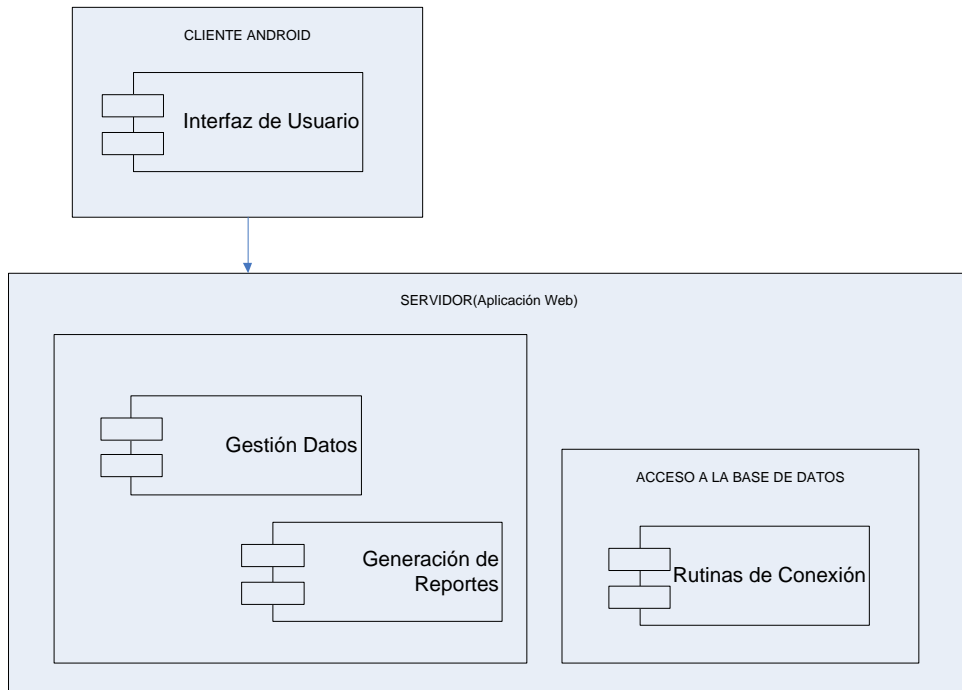 CLIENTE ANDROID
Interfaz de Usuario
SERVIDOR(Aplicación Web)
Gestión Datos
Generación de
Reportes
ACCESO A LA BASE DE DATOS
Rutinas de Conexión